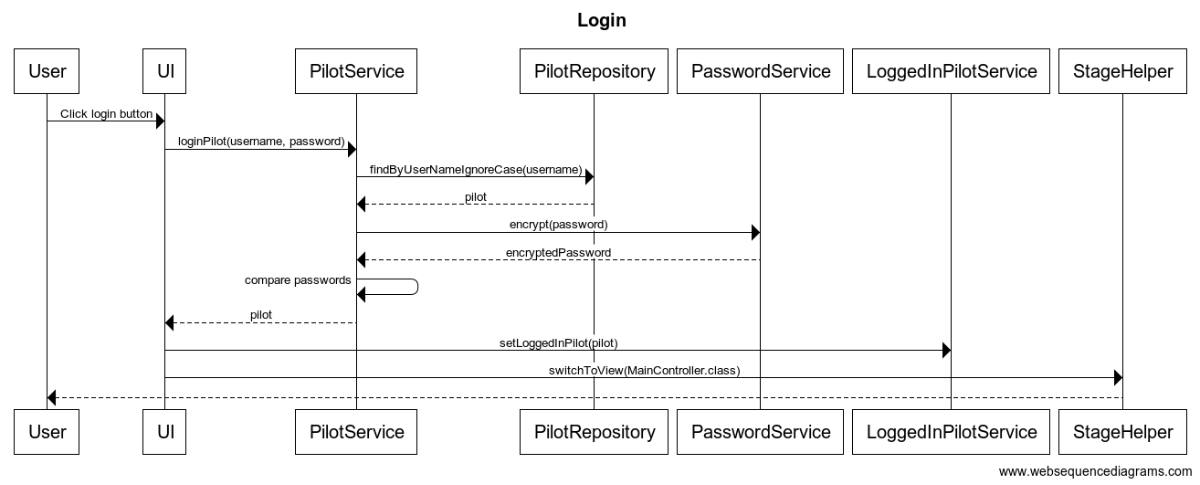 Login
User UI PilotService PilotRepository PasswordService LoggedInPilotService StageHelper
Click login button
loginPilot(username, password)
findByUserNameIgnoreCase(username)
pilot
encrypt(password)
encryptedPassword
compare passwords
pilot
setLoggedInPilot(pilot)
switchToView(MainController.class)
User UI PilotService PilotRepository PasswordService LoggedInPilotService StageHelper
www.websequencediagrams.com